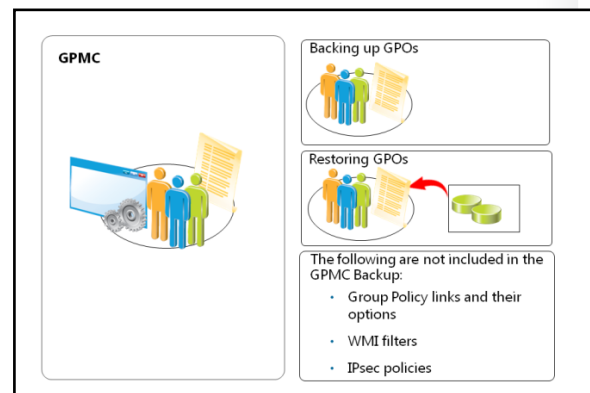 GPMC
Backing up GPOs
Restoring GPOs
The following are not included in the
GPMC Backup:
• Group Policy links and their
options
• WMI filters
• IPsec policies